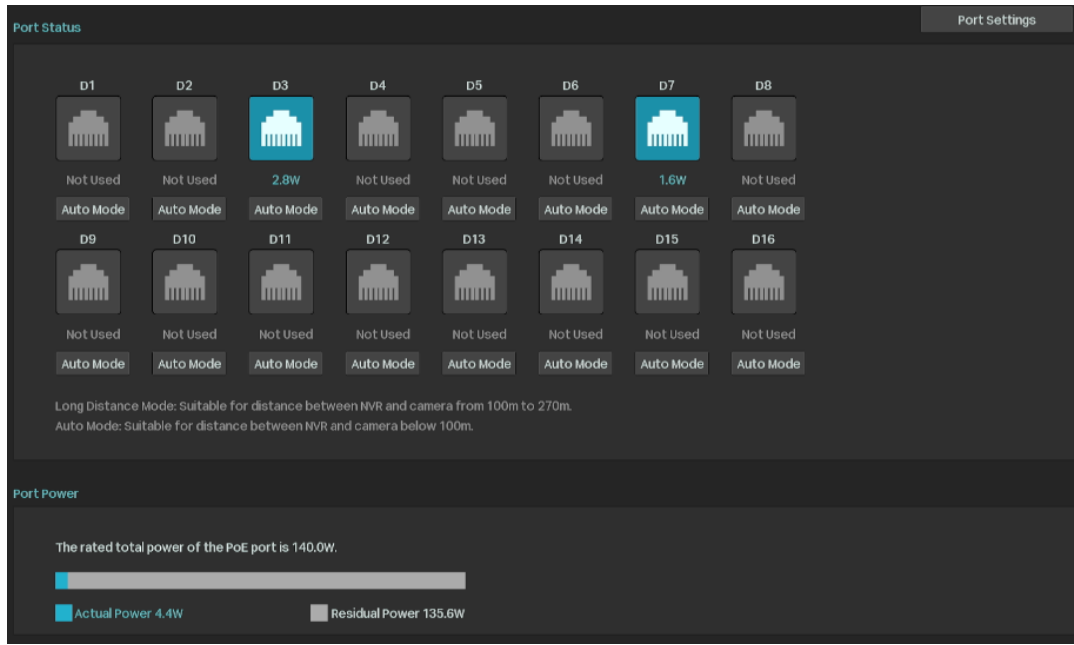 Port Status
Port Settings
D1 D2 D3 D4 D5 D6 D7 D8
Not Used Not Used 2.8W Not Used Not Used Not Used 1.6W Not Used
Auto Mode Auto Mode Auto Mode Auto Mode Auto Mode Auto Mode Auto Mode Auto Mode
D9 D10 D11 D12 D13 D14 D15 D16
Not Used Not Used Not Used Not Used Not Used Not Used Not Used Not Used
Auto Mode Auto Mode Auto Mode Auto Mode Auto Mode Auto Mode Auto Mode Auto Mode
Long Distance Mode: Suitable for distance between NVR and camera from 100m to 270m.
Auto Mode: Suitable for distance between NVR and camera below 100m.
Port Power
The rated total power of the PoE port is 140.0W.
Actual Power 4.4W Residual Power 135.6W